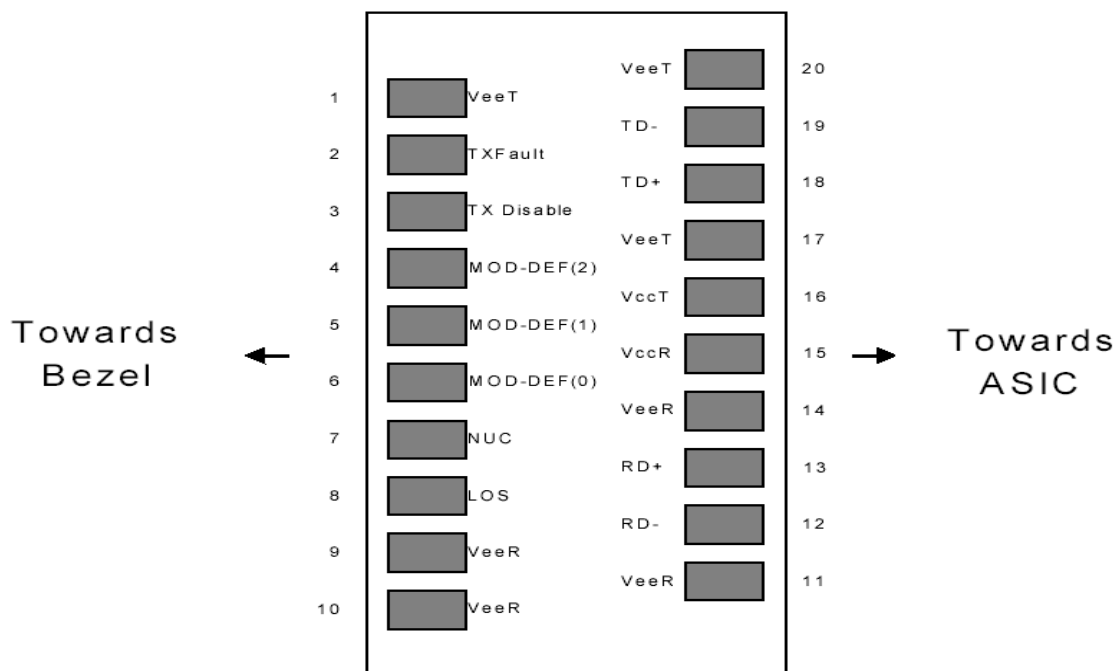 VeeT 20
1 VeeT
TD- 19
2 TXFault
TD+ 18
3 TX Disable
VeeT 17
4 MOD-DEF(2)
VccT 16
5 MOD-DEF(1)
Towards
Bezel
VccR 15
Towards
ASIC
6 MOD-DEF(0)
VeeR 14
7 NUC
RD+ 13
8 LOS
RD- 12
9 VeeR
VeeR 11
10 VeeR